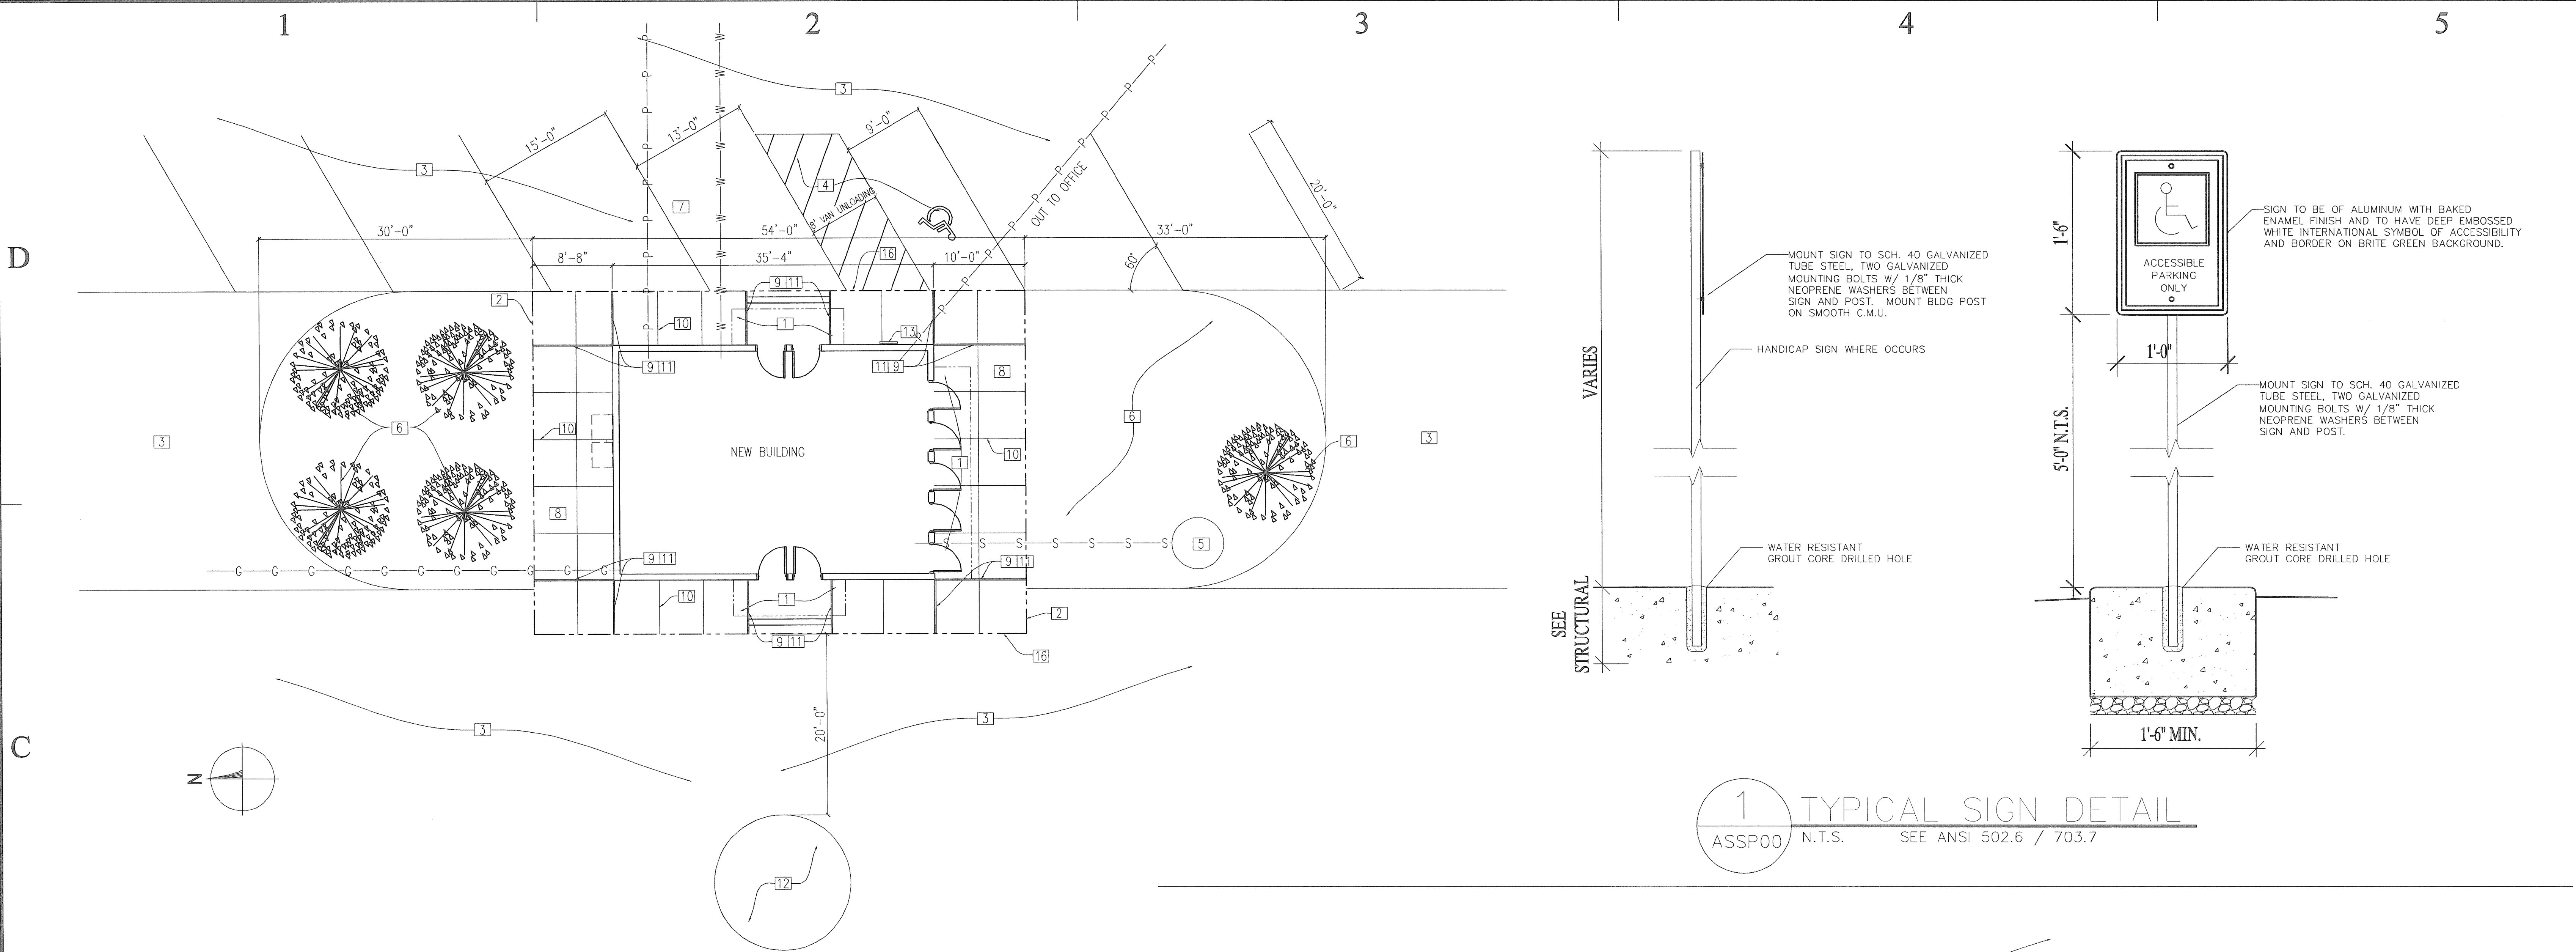 1
2
3
4
5
D
C
3
15'-0"
13'-0"
9'-0"
3
4
8' VAN UNLOADING
7
OUT TO OFFICE
20'-0"
30'-0"
54'-0"
33'-0"
8'-8"
35'-4"
10'-0"
16
60°
2
9 11
10
1
13
9 11
11 9
8
6
6
3
10
NEW BUILDING
1
10
6
3
8
5
9 11
9 11
10
1
2
9 11
16
3
3
20'-0"
N
12
P P P P P P P P
W W W W W W W W
P P P P P P P P
G G G G G G G G G G G
S S S S S S S
VARIES
SEE
STRUCTURAL
MOUNT SIGN TO SCH. 40 GALVANIZED
TUBE STEEL, TWO GALVANIZED
MOUNTING BOLTS W/ 1/8" THICK
NEOPRENE WASHERS BETWEEN
SIGN AND POST. MOUNT BLDG POST
ON SMOOTH C.M.U.
HANDICAP SIGN WHERE OCCURS
WATER RESISTANT
GROUT CORE DRILLED HOLE
1'-6"
5'-0" N.T.S.
ACCESSIBLE
PARKING
ONLY
1'-0"
SIGN TO BE OF ALUMINUM WITH BAKED
ENAMEL FINISH AND TO HAVE DEEP EMBOSSED
WHITE INTERNATIONAL SYMBOL OF ACCESSIBILITY
AND BORDER ON BRITE GREEN BACKGROUND.
MOUNT SIGN TO SCH. 40 GALVANIZED
TUBE STEEL, TWO GALVANIZED
MOUNTING BOLTS W/ 1/8" THICK
NEOPRENE WASHERS BETWEEN
SIGN AND POST.
WATER RESISTANT
GROUT CORE DRILLED HOLE
1'-6" MIN.
1
ASSP00
TYPICAL SIGN DETAIL
N.T.S. SEE ANSI 502.6 / 703.7